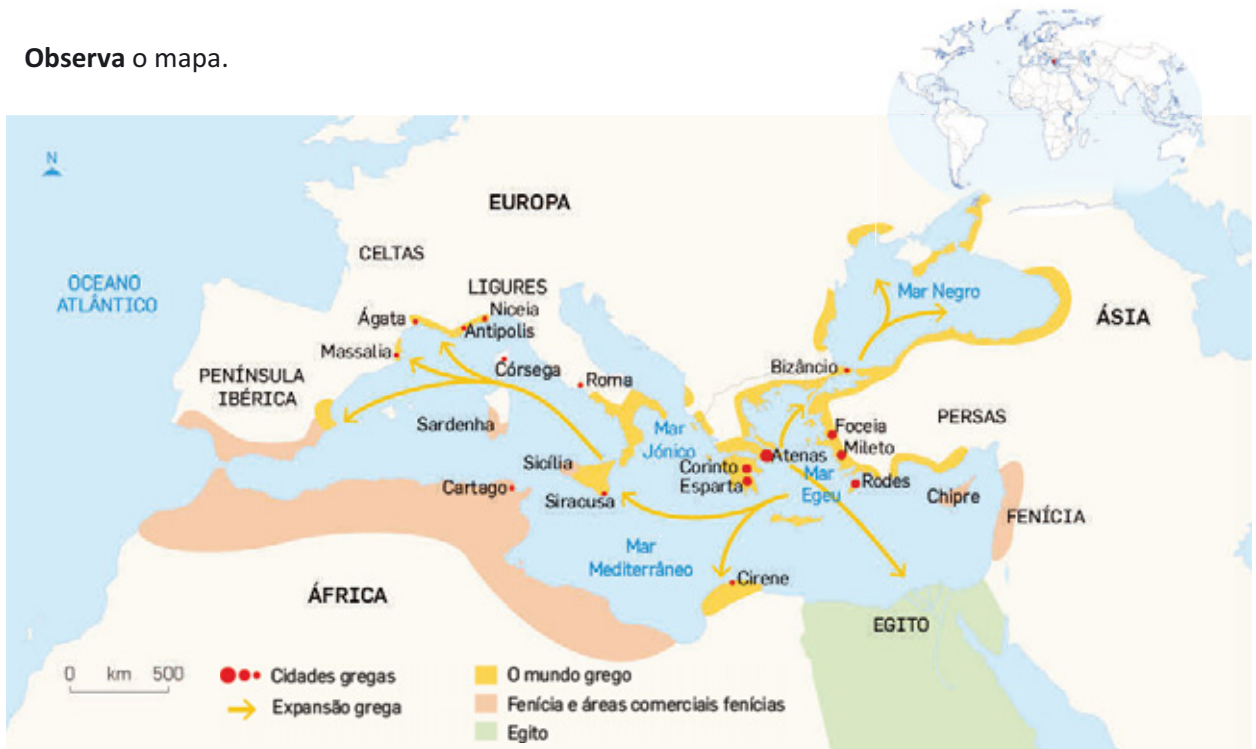 Observa o mapa.
N
EUROPA
CELTAS
OCEANO
ATLÂNTICO
LIGURES
Mar Negro
Niceia
Ágata
Antipolis
ÁSIA
Massalia
Córsega
Bizâncio
PENÍNSULA
IBÉRICA
Roma
PERSAS
Sardenha
Mar
Jónico
Foceia
Mileto
Atenas
Sicília
Corinto
Esparta
Mar
Egeu
Rodes
Cartago
Siracusa
Chipre
FENÍCIA
Mar
Mediterrâneo
Cirene
ÁFRICA
EGITO
0 km 500
Cidades gregas
Expansão grega
O mundo grego
Fenícia e áreas comerciais fenícias
Egito